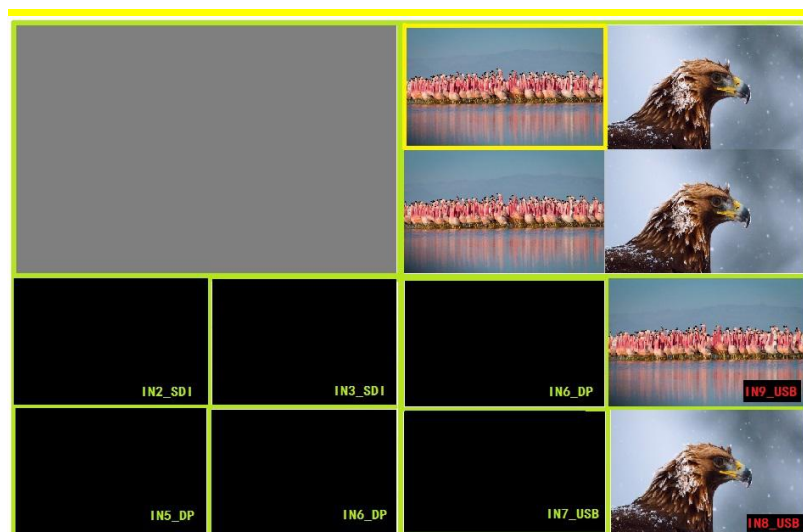 IN2_SDI
IN3_SDI
IN6_DP
IN9_USB
IN5_DP
IN6_DP
IN7_USB
IN8_USB